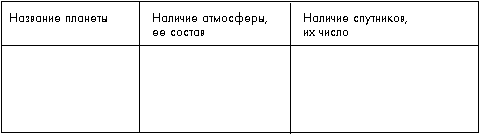 Название планеты
Наличие атмосферы,
ее состав
Наличие спутников,
их число